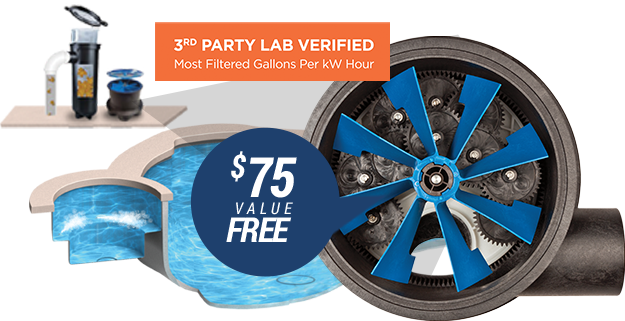 3RD PARTY LAB VERIFIED
Most Filtered Gallons Per kW Hour
$75
VALUE
FREE